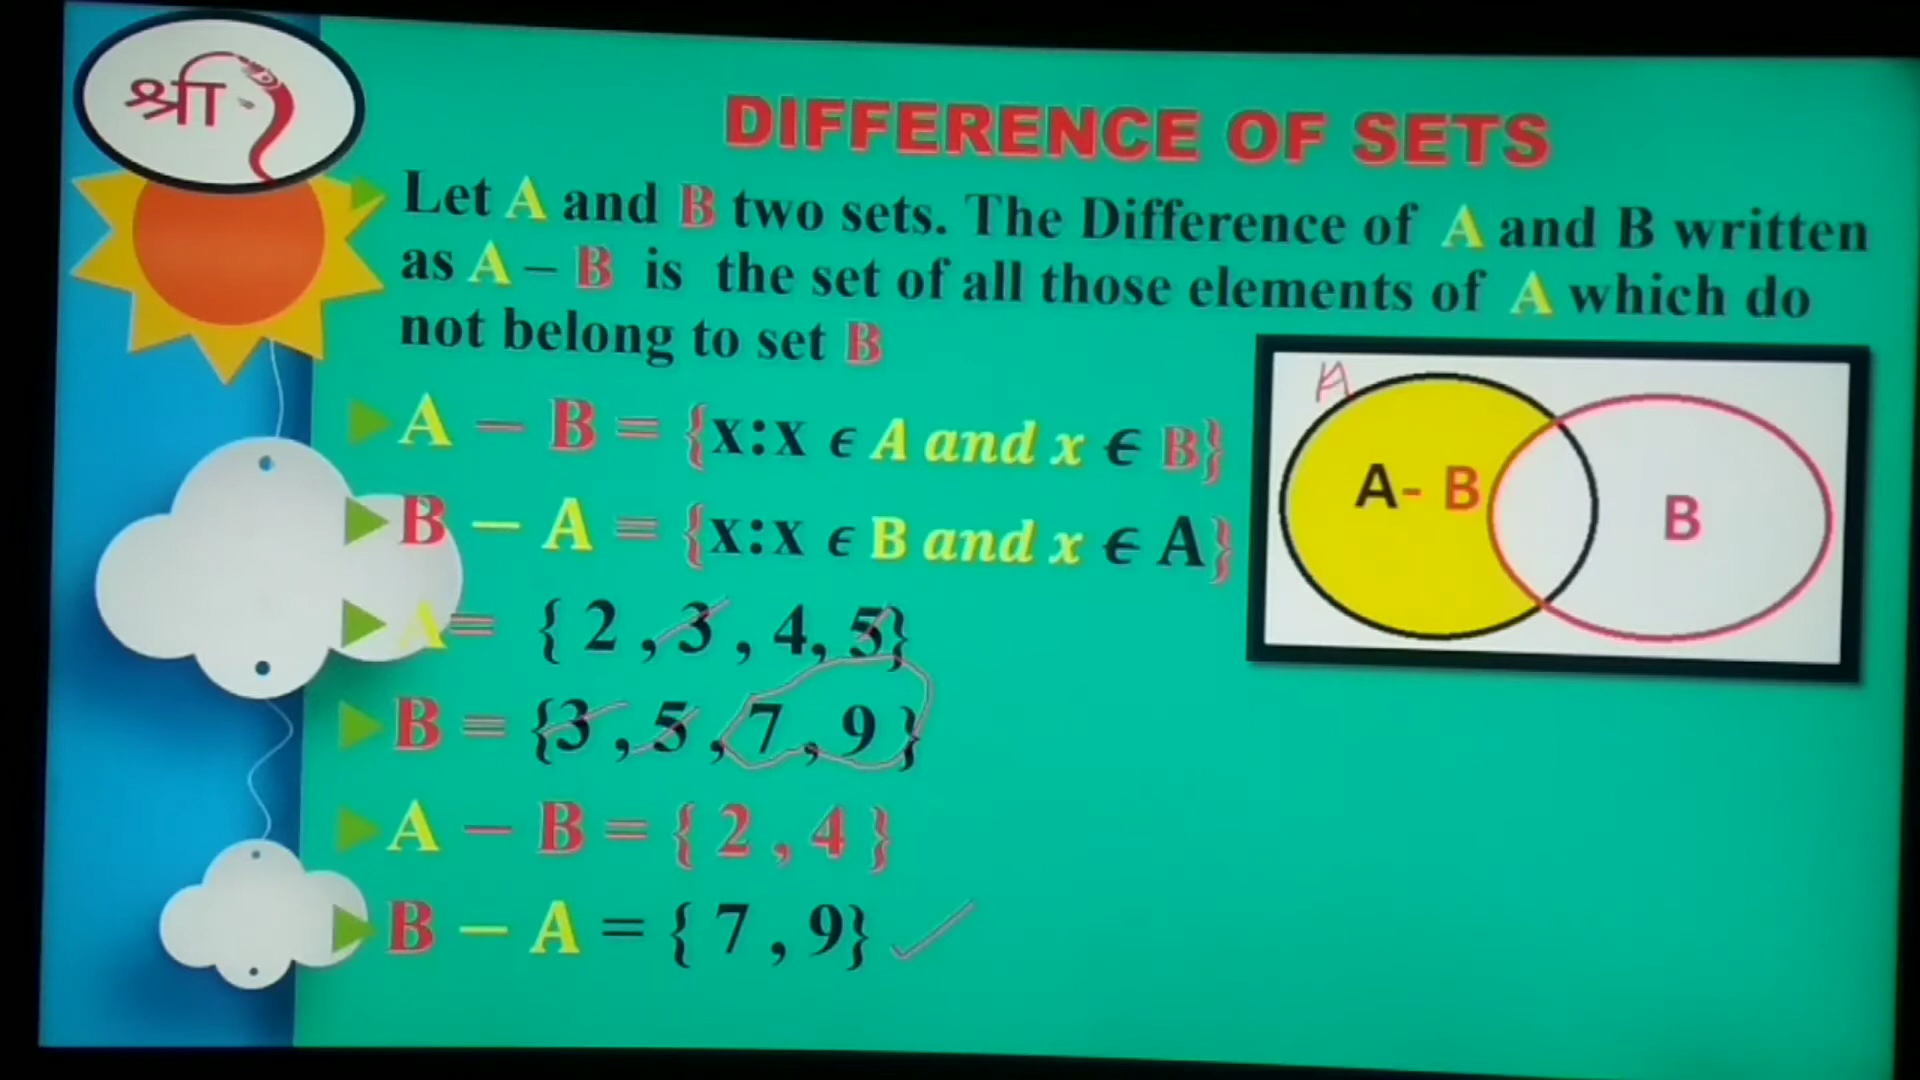 श्री
DIFFERENCE OF SETS
Let A and B two sets. The Difference of A and B written
as A – B is the set of all those elements of A which do
not belong to set B
A – B = {x:x ϵ A and x ϵ B}
B – A = {x:x ϵ B and x ϵ A}
A = { 2 , 3 , 4, 5}
B = {3 , 5 , 7 , 9 }
A – B = { 2 , 4 }
B – A = { 7 , 9}
A
A- B
B